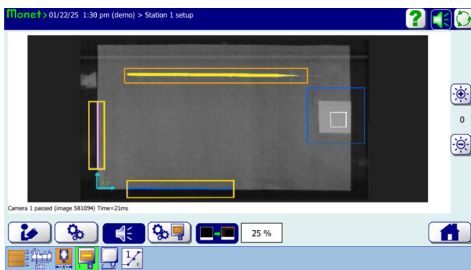 Monet> 01/22/25 1:30 pm (demo) > Station 1 setup
0
Camera 1 passed (image 581094) Time=21ms
25 %